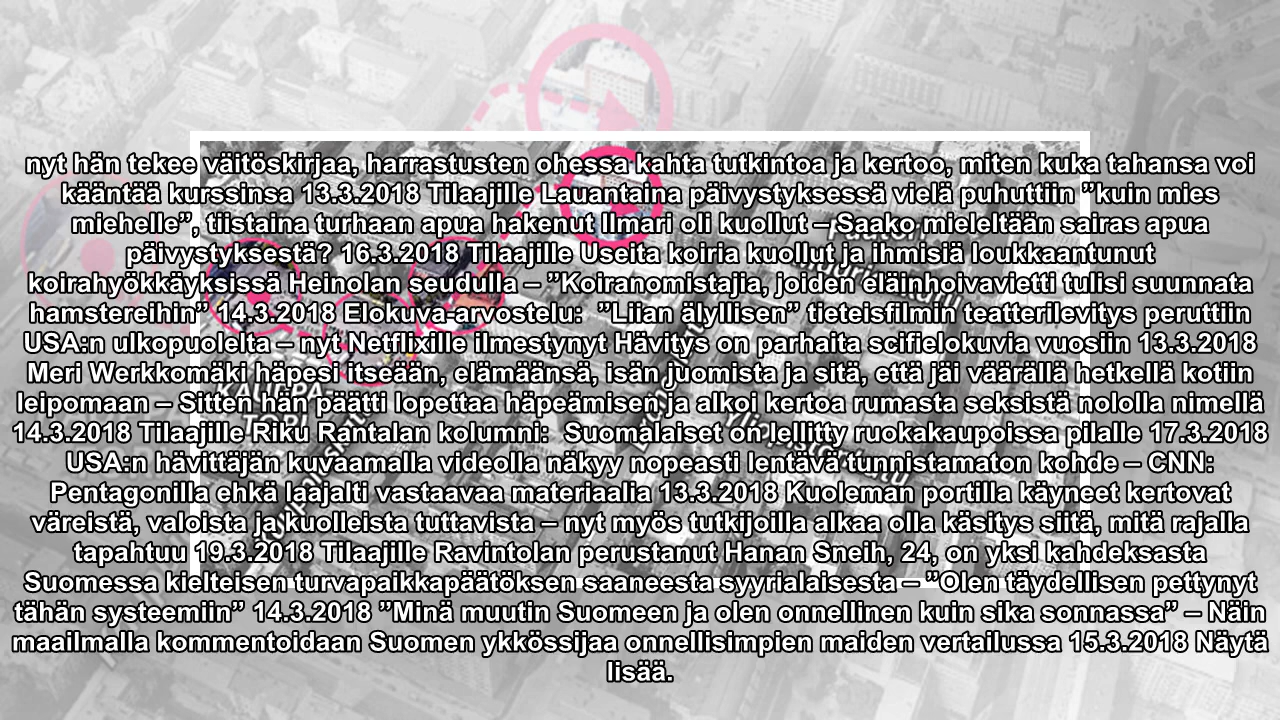 nyt hän tekee väitöskirjaa, harrastusten ohessa kahta tutkintoa ja kertoo, miten kuka tahansa voi
kääntää kurssinsa 13.3.2018 Tilaajille Lauantaina päivystyksessä vielä puhuttiin ”kuin mies
miehelle”, tiistaina turhaan apua hakenut Ilmari oli kuollut – Saako mieleltään sairas apua
päivystyksestä? 16.3.2018 Tilaajille Useita koiria kuollut ja ihmisiä loukkaantunut
koirahyökkäyksissä Heinolan seudulla – ”Koiranomistajia, joiden eläinhoivavietti tulisi suunnata
hamstereihin” 14.3.2018 Elokuva-arvostelu: ”Liian älyllisen” tieteisfilmin teatterilevitys peruttiin
USA:n ulkopuolelta – nyt Netflixille ilmestynyt Hävitys on parhaita scifielokuvia vuosiin 13.3.2018
Meri Werkkomäki häpesi itseään, elämäänsä, isän juomista ja sitä, että jäi väärällä hetkellä kotiin
leipomaan – Sitten hän päätti lopettaa häpeämisen ja alkoi kertoa rumasta seksistä nololla nimellä
14.3.2018 Tilaajille Riku Rantalan kolumni: Suomalaiset on lellitty ruokakaupoissa pilalle 17.3.2018
USA:n hävittäjän kuvaamalla videolla näkyy nopeasti lentävä tunnistamaton kohde – CNN:
Pentagonilla ehkä laajalti vastaavaa materiaalia 13.3.2018 Kuoleman portilla käyneet kertovat
väreistä, valoista ja kuolleista tuttavista – nyt myös tutkijoilla alkaa olla käsitys siitä, mitä rajalla
tapahtuu 19.3.2018 Tilaajille Ravintolan perustanut Hanan Sneih, 24, on yksi kahdeksasta
Suomessa kielteisen turvapaikkapäätöksen saaneesta syyrialaisesta – ”Olen täydellisen pettynyt
tähän systeemiin” 14.3.2018 ”Minä muutin Suomeen ja olen onnellinen kuin sika sonnassa” – Näin
maailmalla kommentoidaan Suomen ykkössijaa onnellisimpien maiden vertailussa 15.3.2018 Näytä
lisää.